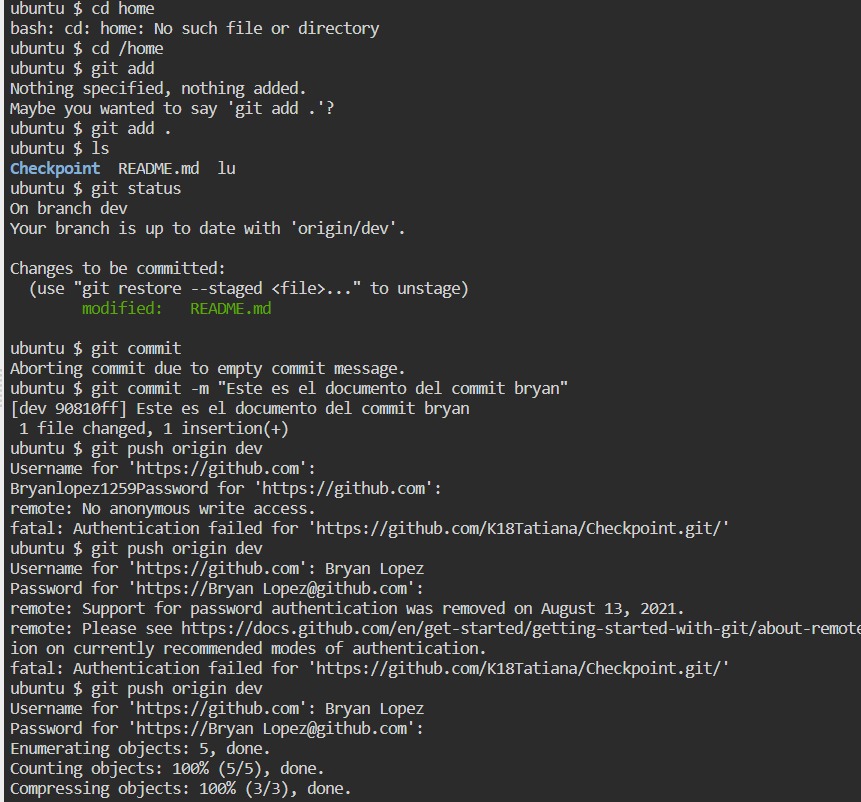 ubuntu $ cd home
bash: cd: home: No such file or directory
ubuntu $ cd /home
ubuntu $ git add
Nothing specified, nothing added.
Maybe you wanted to say 'git add .'?
ubuntu $ git add .
ubuntu $ ls
Checkpoint  README.md  lu
ubuntu $ git status
On branch dev
Your branch is up to date with 'origin/dev'.

Changes to be committed:
  (use "git restore --staged <file>..." to unstage)
        modified:   README.md

ubuntu $ git commit
Aborting commit due to empty commit message.
ubuntu $ git commit -m "Este es el documento del commit bryan"
[dev 90810ff] Este es el documento del commit bryan
 1 file changed, 1 insertion(+)
ubuntu $ git push origin dev
Username for 'https://github.com':
Bryanlopez1259Password for 'https://github.com':
remote: No anonymous write access.
fatal: Authentication failed for 'https://github.com/K18Tatiana/Checkpoint.git/'
ubuntu $ git push origin dev
Username for 'https://github.com': Bryan Lopez
Password for 'https://Bryan Lopez@github.com':
remote: Support for password authentication was removed on August 13, 2021.
remote: Please see https://docs.github.com/en/get-started/getting-started-with-git/about-remote
ion on currently recommended modes of authentication.
fatal: Authentication failed for 'https://github.com/K18Tatiana/Checkpoint.git/'
ubuntu $ git push origin dev
Username for 'https://github.com': Bryan Lopez
Password for 'https://Bryan Lopez@github.com':
Enumerating objects: 5, done.
Counting objects: 100% (5/5), done.
Compressing objects: 100% (3/3), done.